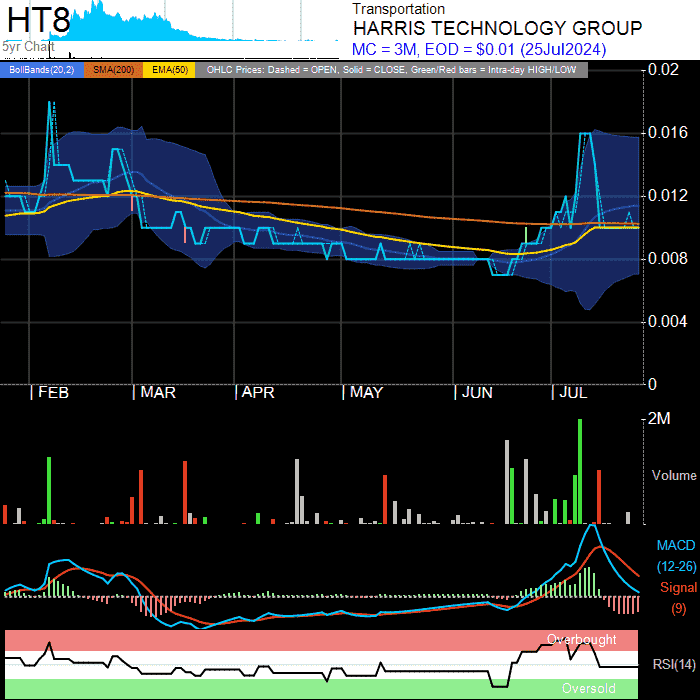 HT8
5yr Chart
Transportation
HARRIS TECHNOLOGY GROUP
MC = 3M, EOD = $0.01 (25Jul2024)
BollBands(20,2) SMA(200) EMA(50) OHLC Prices: Dashed = OPEN, Solid = CLOSE, Green/Red bars = Intra-day HIGH/LOW
0.02
0.016
0.012
0.008
0.004
0
FEB MAR APR MAY JUN JUL
2M
Volume
MACD
(12-26)
Signal
(9)
Overbought
RSI(14)
Oversold